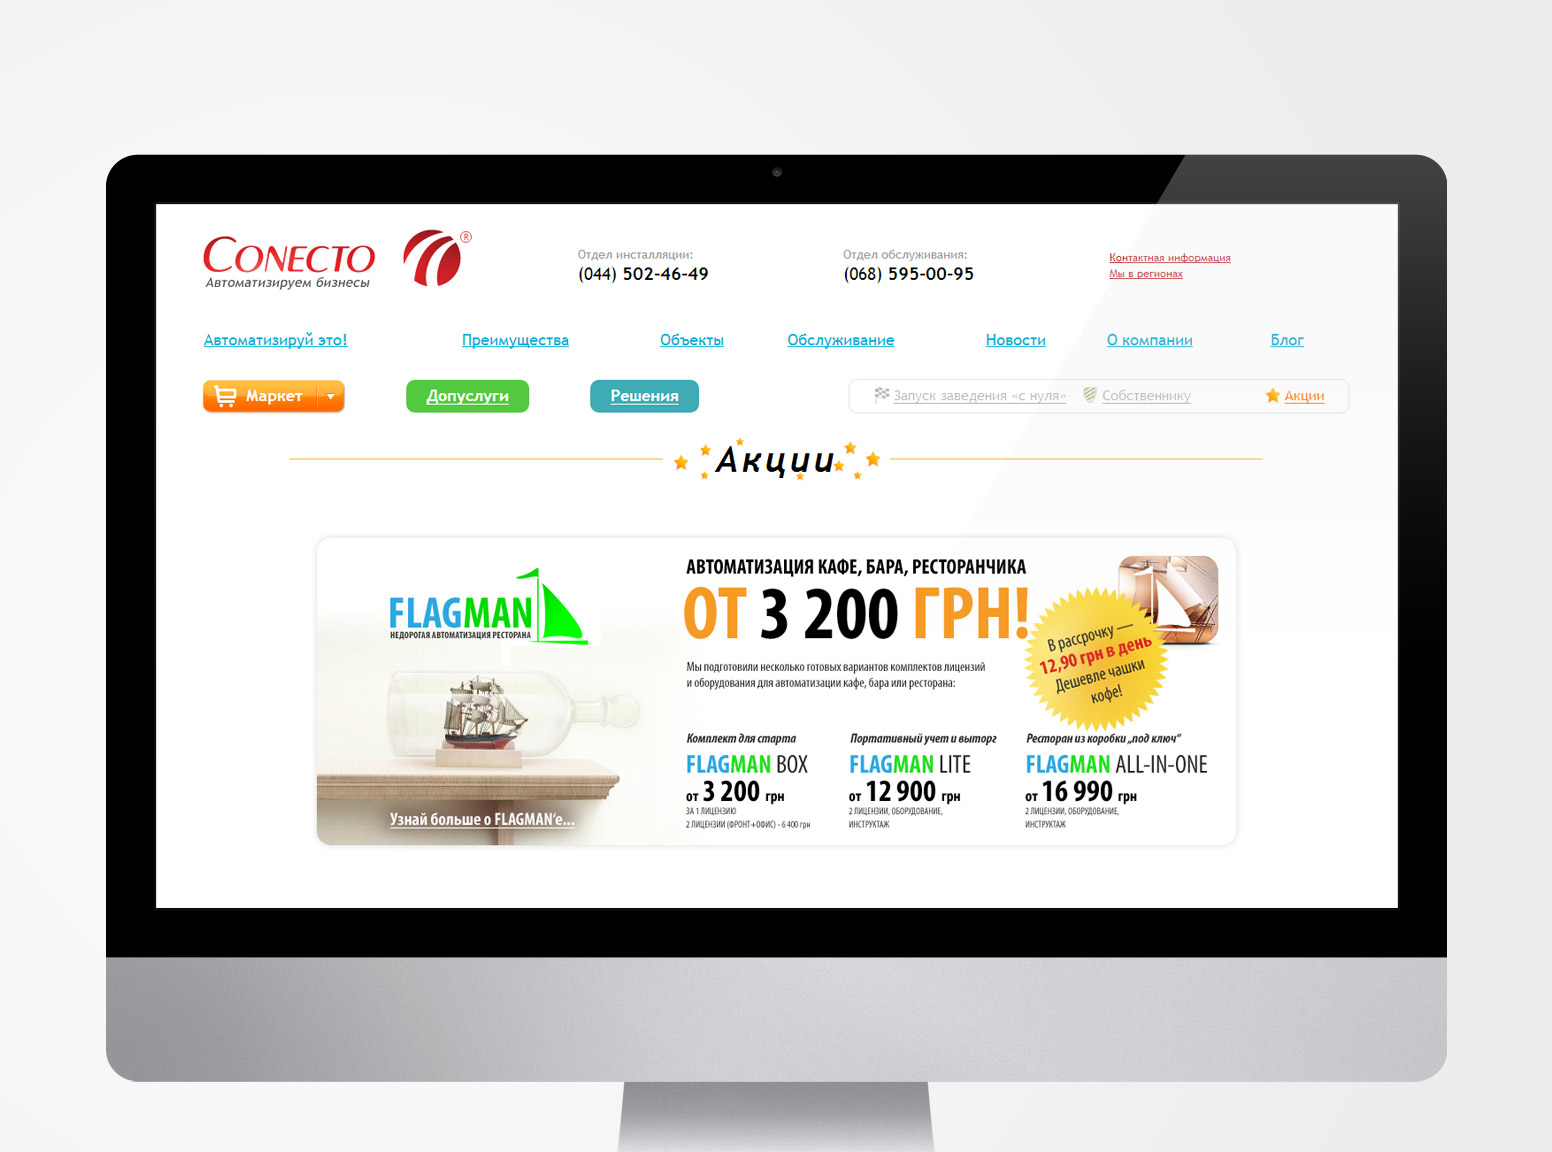 CONECTO ®
Автоматизируем бизнесы
Отдел инсталляции:
(044) 502-46-49
Отдел обслуживания:
(068) 595-00-95
Контактная информация
Мы в регионах
Автоматизируй это! Преимущества Объекты Обслуживание Новости О компании Блог
Маркет Допуслуги Решения Запуск заведения «с нуля» Собственнику Акции
Акции
FLAGMAN
НЕДОРОГАЯ АВТОМАТИЗАЦИЯ РЕСТОРАНА
Узнай больше о FLAGMAN'е...
АВТОМАТИЗАЦИЯ КАФЕ, БАРА, РЕСТОРАНЧИКА
ОТ 3 200 ГРН!
В рассрочку —
12,90 грн в день
Дешевле чашки
кофе!
Мы подготовили несколько готовых вариантов комплектов лицензий
и оборудования для автоматизации кафе, бара или ресторана:
Комплект для старта
FLAGMAN BOX
от 3 200 грн
ЗА 1 ЛИЦЕНЗИЮ
2 ЛИЦЕНЗИИ (ФРОНТ+ОФИС) - 6 400 грн
Портативный учет и выторг
FLAGMAN LITE
от 12 900 грн
2 ЛИЦЕНЗИИ, ОБОРУДОВАНИЕ,
ИНСТРУКТАЖ
Ресторан из коробки „под ключ“
FLAGMAN ALL-IN-ONE
от 16 990 грн
2 ЛИЦЕНЗИИ, ОБОРУДОВАНИЕ,
ИНСТРУКТАЖ